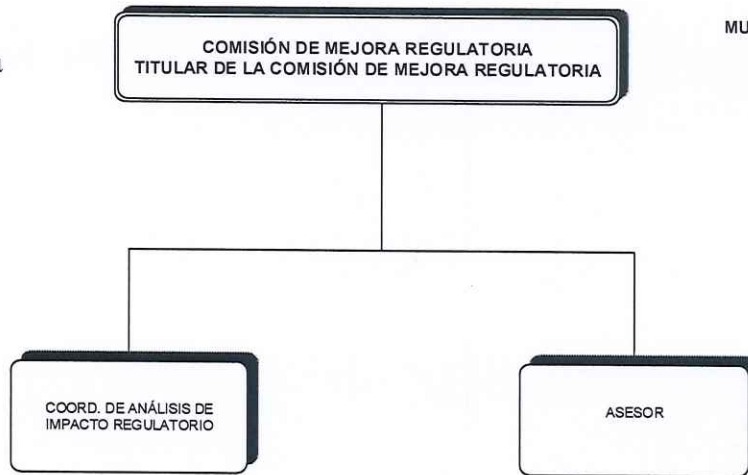 MU
COMISIÓN DE MEJORA REGULATORIA
TITULAR DE LA COMISIÓN DE MEJORA REGULATORIA
COORD. DE ANÁLISIS DE
IMPACTO REGULATORIO
ASESOR